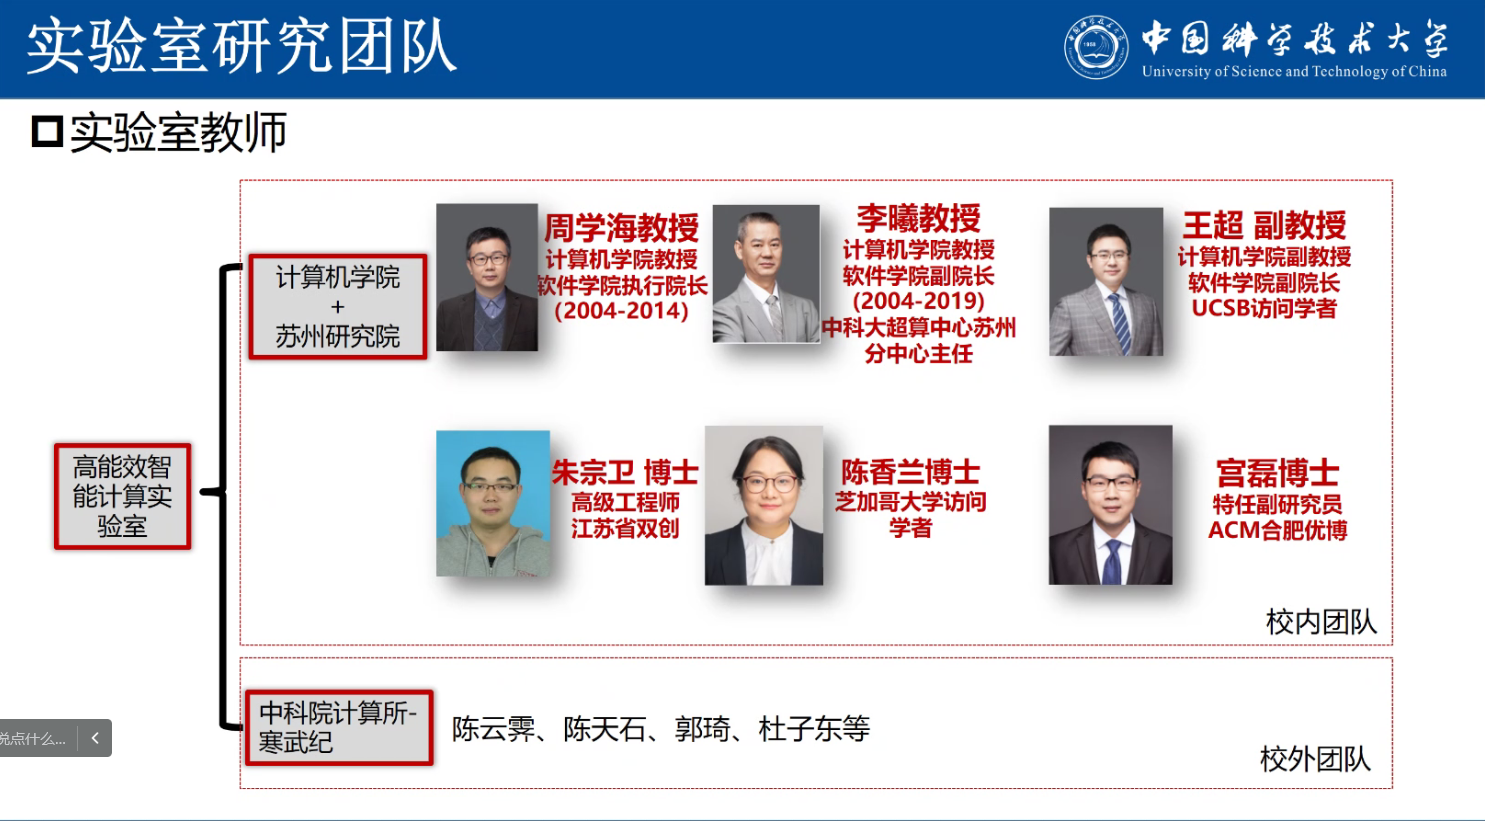 实验室研究团队
中国科学技术大学
University of Science and Technology of China
实验室教师
周学海教授
计算机学院教授
软件学院执行院长
(2004-2014)
李曦教授
计算机学院教授
软件学院副院长
(2004-2019)
中科大超算中心苏州
分中心主任
王超 副教授
计算机学院副教授
软件学院副院长
UCSB访问学者
计算机学院
+
苏州研究院
高能效智
能计算实
验室
朱宗卫 博士
高级工程师
江苏省双创
陈香兰博士
芝加哥大学访问
学者
宫磊博士
特任副研究员
ACM合肥优博
校内团队
中科院计算所-
寒武纪
陈云霁、陈天石、郭琦、杜子东等
校外团队
说点什么...